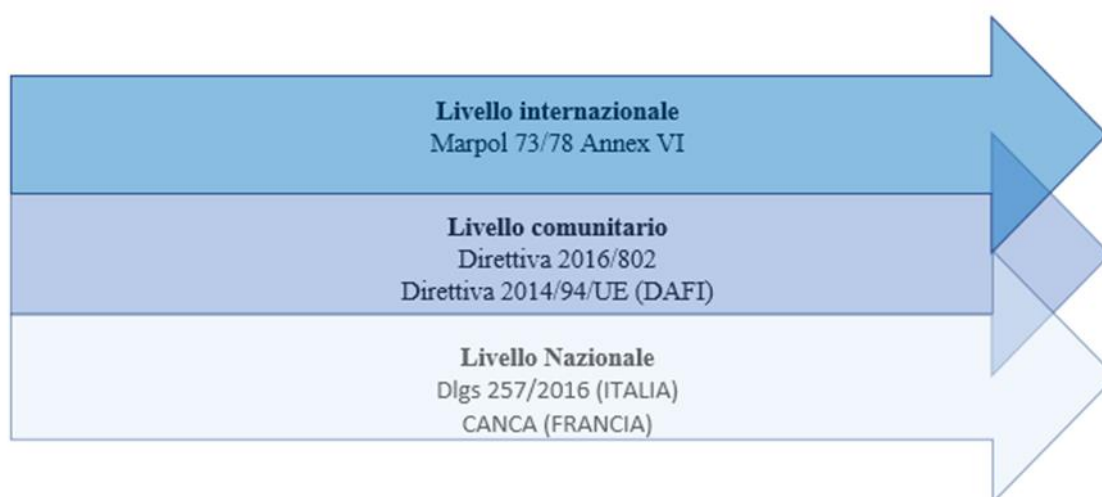 Livello internazionale
Marpol 73/78 Annex VI
Livello comunitario
Direttiva 2016/802
Direttiva 2014/94/UE (DAFI)
Livello Nazionale
Dlgs 257/2016 (ITALIA)
CANCA (FRANCIA)